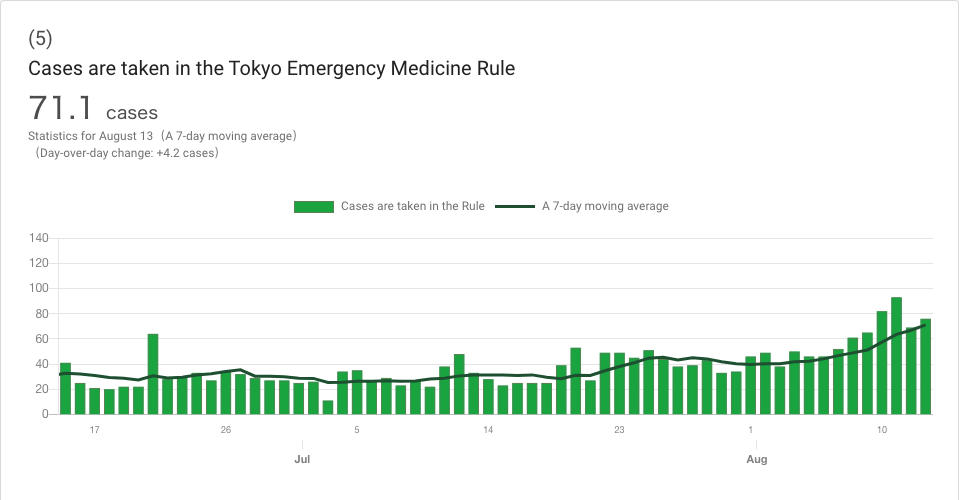 (5)
Cases are taken in the Tokyo Emergency Medicine Rule
71.1 cases
Statistics for August 13（A 7-day moving average）
（Day-over-day change: +4.2 cases）
Cases are taken in the Rule A 7-day moving average
140
120
100
80
60
40
20
0
17 26 5 14 23 1 10
Jul Aug